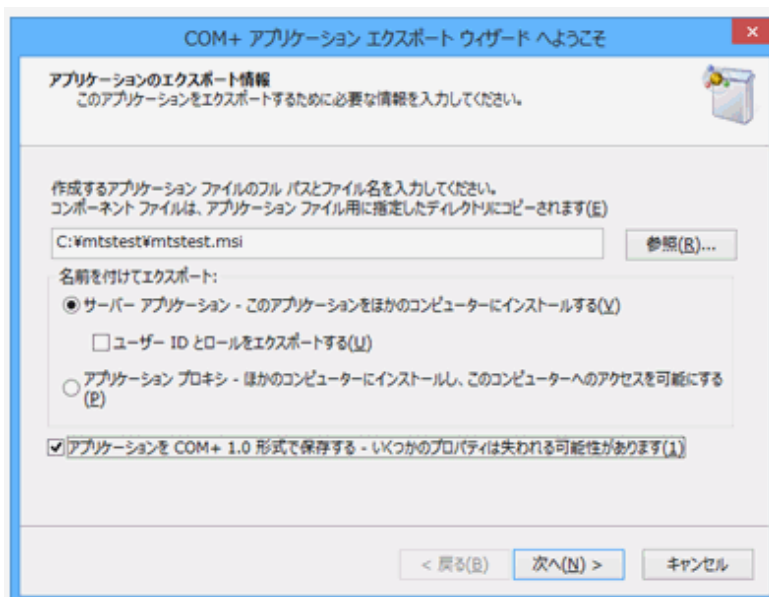 COM+ アプリケーション エクスポート ウィザード へようこそ
アプリケーションのエクスポート情報
このアプリケーションをエクスポートするために必要な情報を入力してください。
作成するアプリケーション ファイルのフル パスとファイル名を入力してください。
コンポーネント ファイルは、アプリケーション ファイル用に指定したディレクトリにコピーされます(E)
C:¥mtstest¥mtstest.msi
参照(R)...
名前を付けてエクスポート:
サーバー アプリケーション - このアプリケーションをほかのコンピューターにインストールする(V)
ユーザー ID とロールをエクスポートする(U)
アプリケーション プロキシ - ほかのコンピューターにインストールし、このコンピューターへのアクセスを可能にする
(P)
アプリケーションを COM+ 1.0 形式で保存する - いくつかのプロパティは失われる可能性があります(1)
< 戻る(B)
次へ(N) >
キャンセル